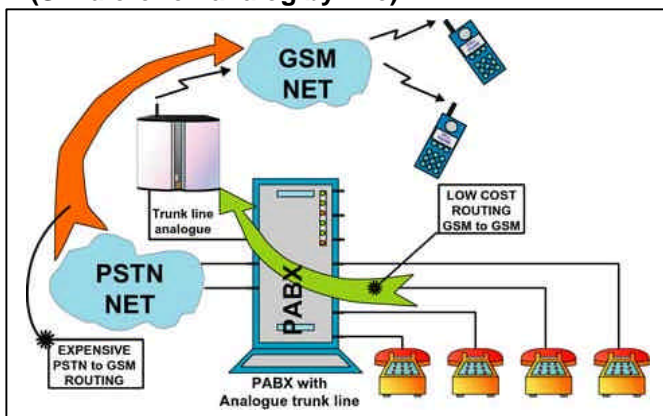 GSM
NET
Trunk line
analogue
LOW COST
ROUTING
GSM to GSM
PSTN
NET
PABX
EXPENSIVE
PSTN to GSM
ROUTING
PABX with
Analogue trunk line